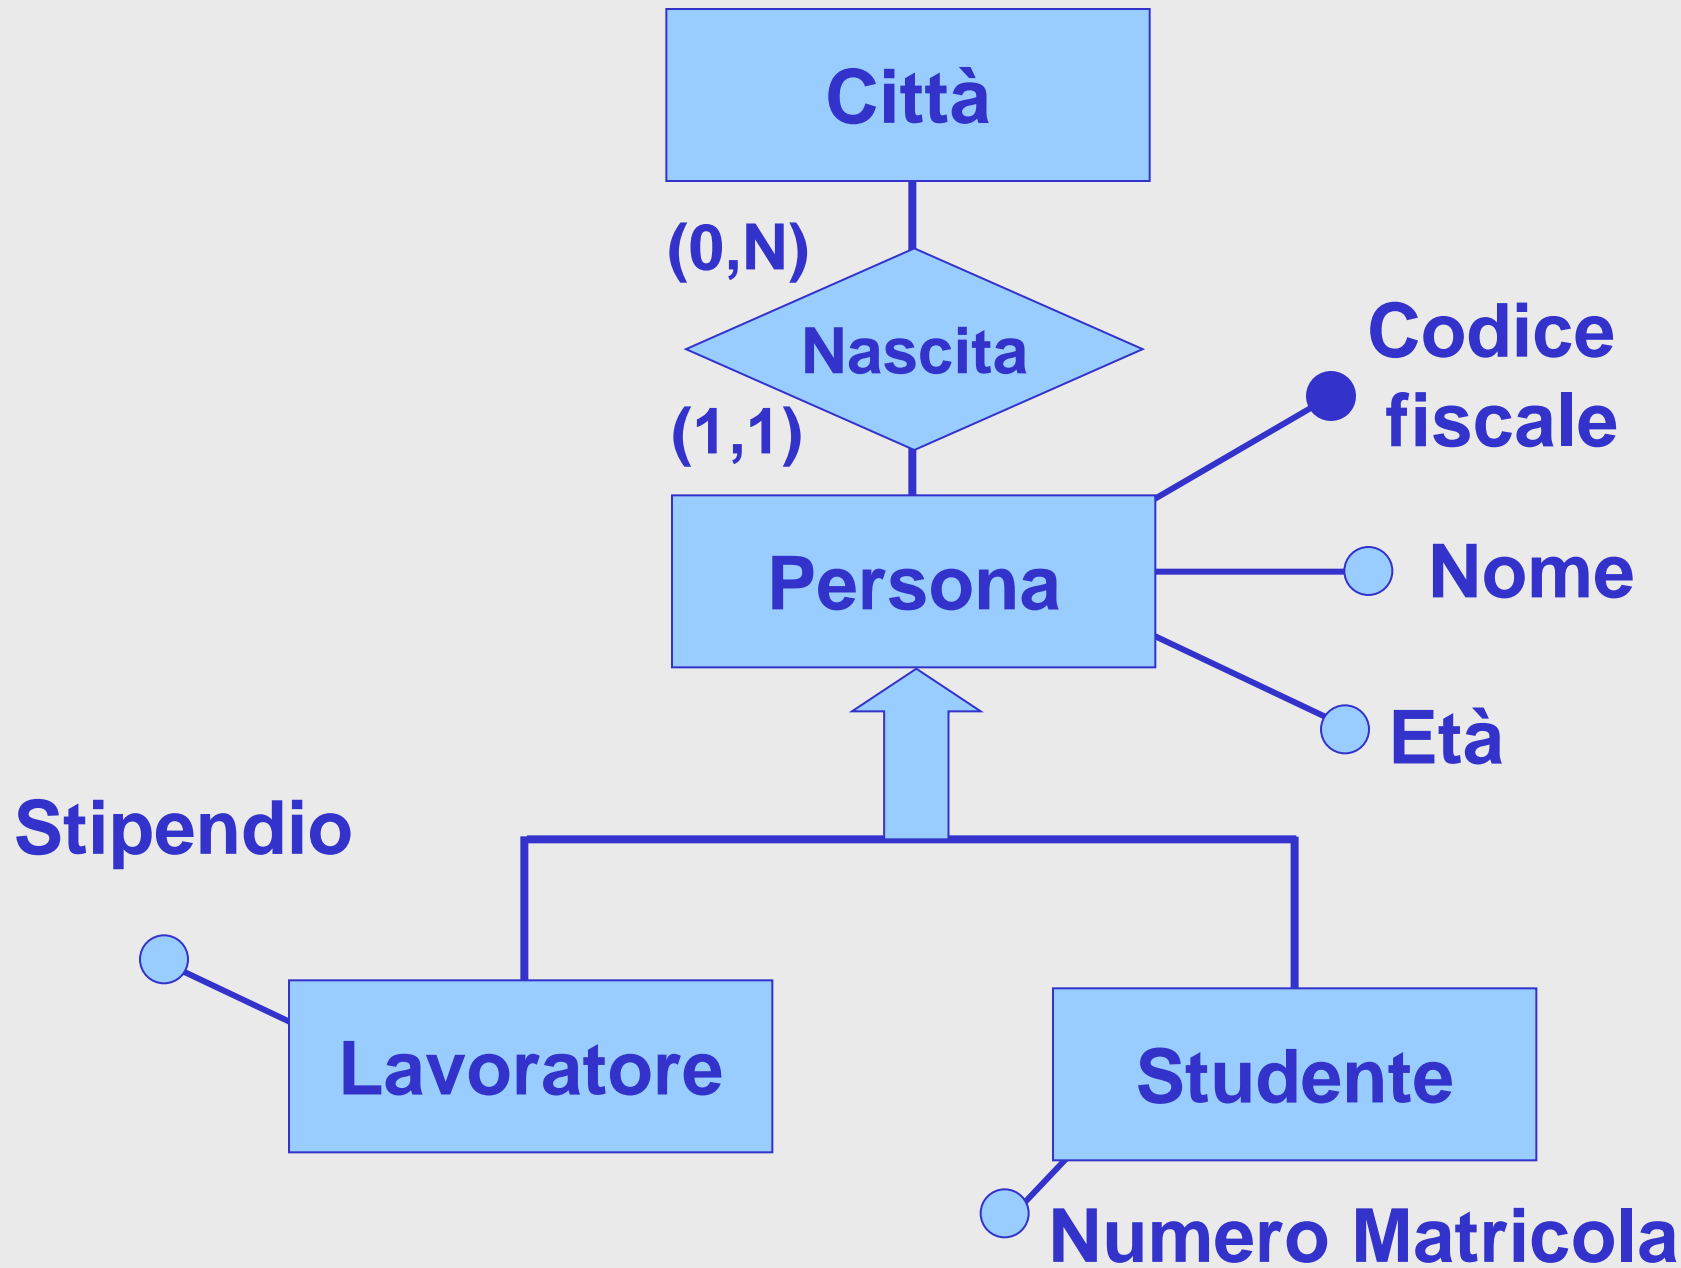 Città
(0,N)
Nascita
(1,1)
Codice
fiscale
Persona
Nome
Età
Stipendio
Lavoratore
Studente
Numero Matricola